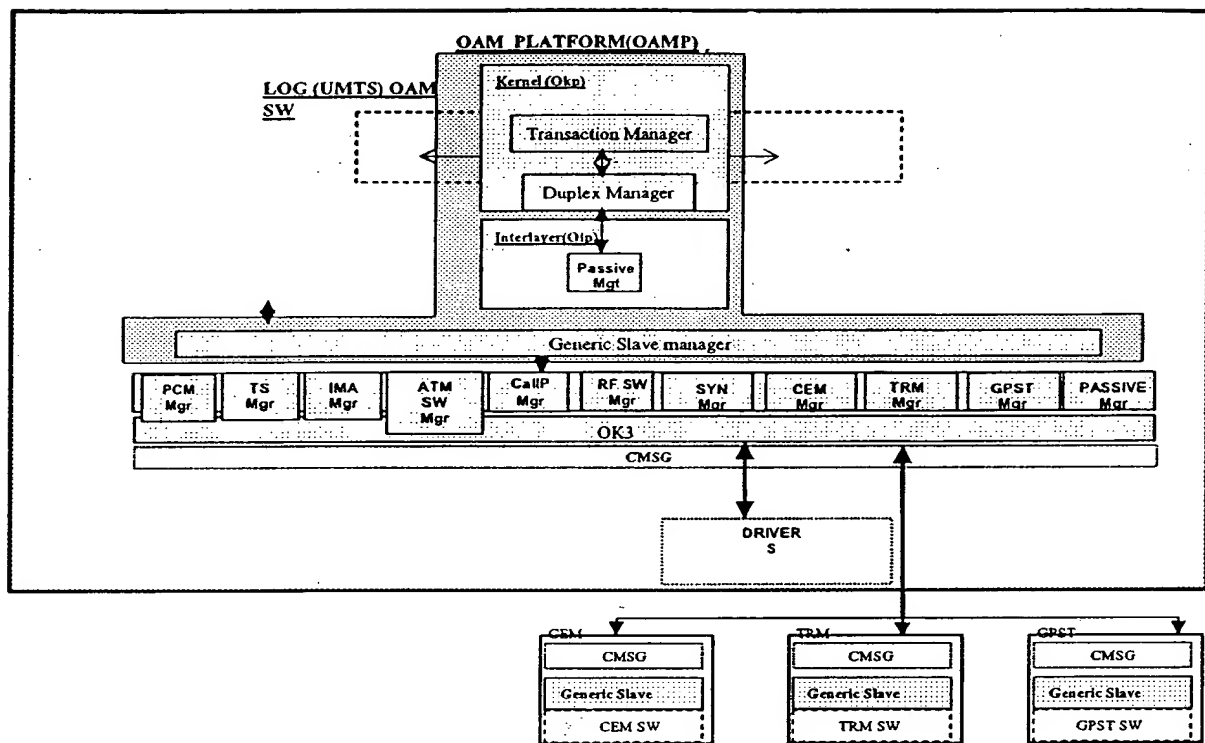 OAM PLATFORM(OAMP)
LOG (UMTS) OAM
SW
Kernel (Okp)
Transaction Manager
Duplex Manager
Interlayer(Oip)
Passive
Mgt
Generic Slave manager
PCM
Mgr
TS
Mgr
IMA
Mgr
ATM
SW
Mgr
CallP
Mgr
RF SW
Mgr
SYN
Mgr
CEM
Mgr
TRM
Mgr
GPST
Mgr
PASSIVE
Mgr
OK3
CMSG
DRIVER
S
CEM
CMSG
Generic Slave
CEM SW
TRM
CMSG
Generic Slave
TRM SW
GPST
CMSG
Generic Slave
GPST SW